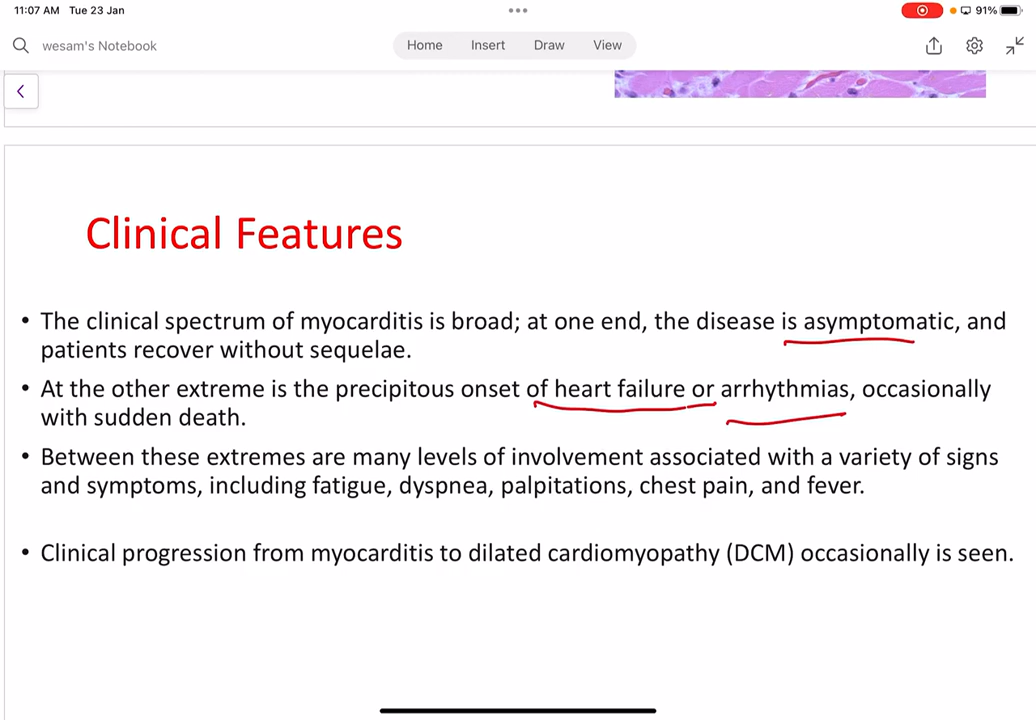 11:07 AM Tue 23 Jan
91%
wesam's Notebook
Home Insert Draw View
Clinical Features
• The clinical spectrum of myocarditis is broad; at one end, the disease is asymptomatic, and
patients recover without sequelae.
• At the other extreme is the precipitous onset of heart failure or arrhythmias, occasionally
with sudden death.
• Between these extremes are many levels of involvement associated with a variety of signs
and symptoms, including fatigue, dyspnea, palpitations, chest pain, and fever.
• Clinical progression from myocarditis to dilated cardiomyopathy (DCM) occasionally is seen.